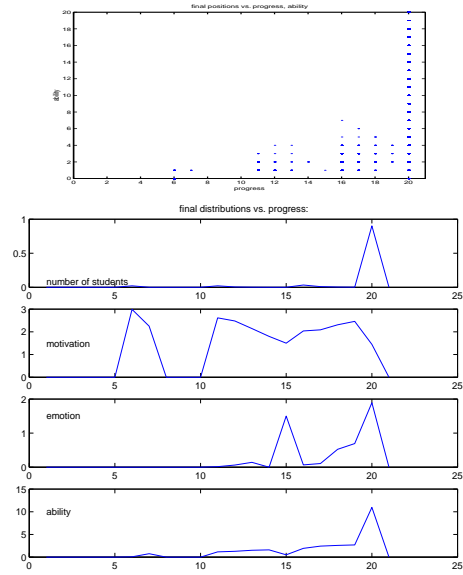 final positions vs. progress, ability
20
18
16
14
12
10
8
6
4
2
0
ability
0 2 4 6 8 10 12 14 16 18 20
progress
final distributions vs. progress:
1
0.5
0
number of students
0 5 10 15 20 25
3
2
1
0
motivation
0 5 10 15 20 25
2
1
0
emotion
0 5 10 15 20 25
15
10
5
0
ability
0 5 10 15 20 25